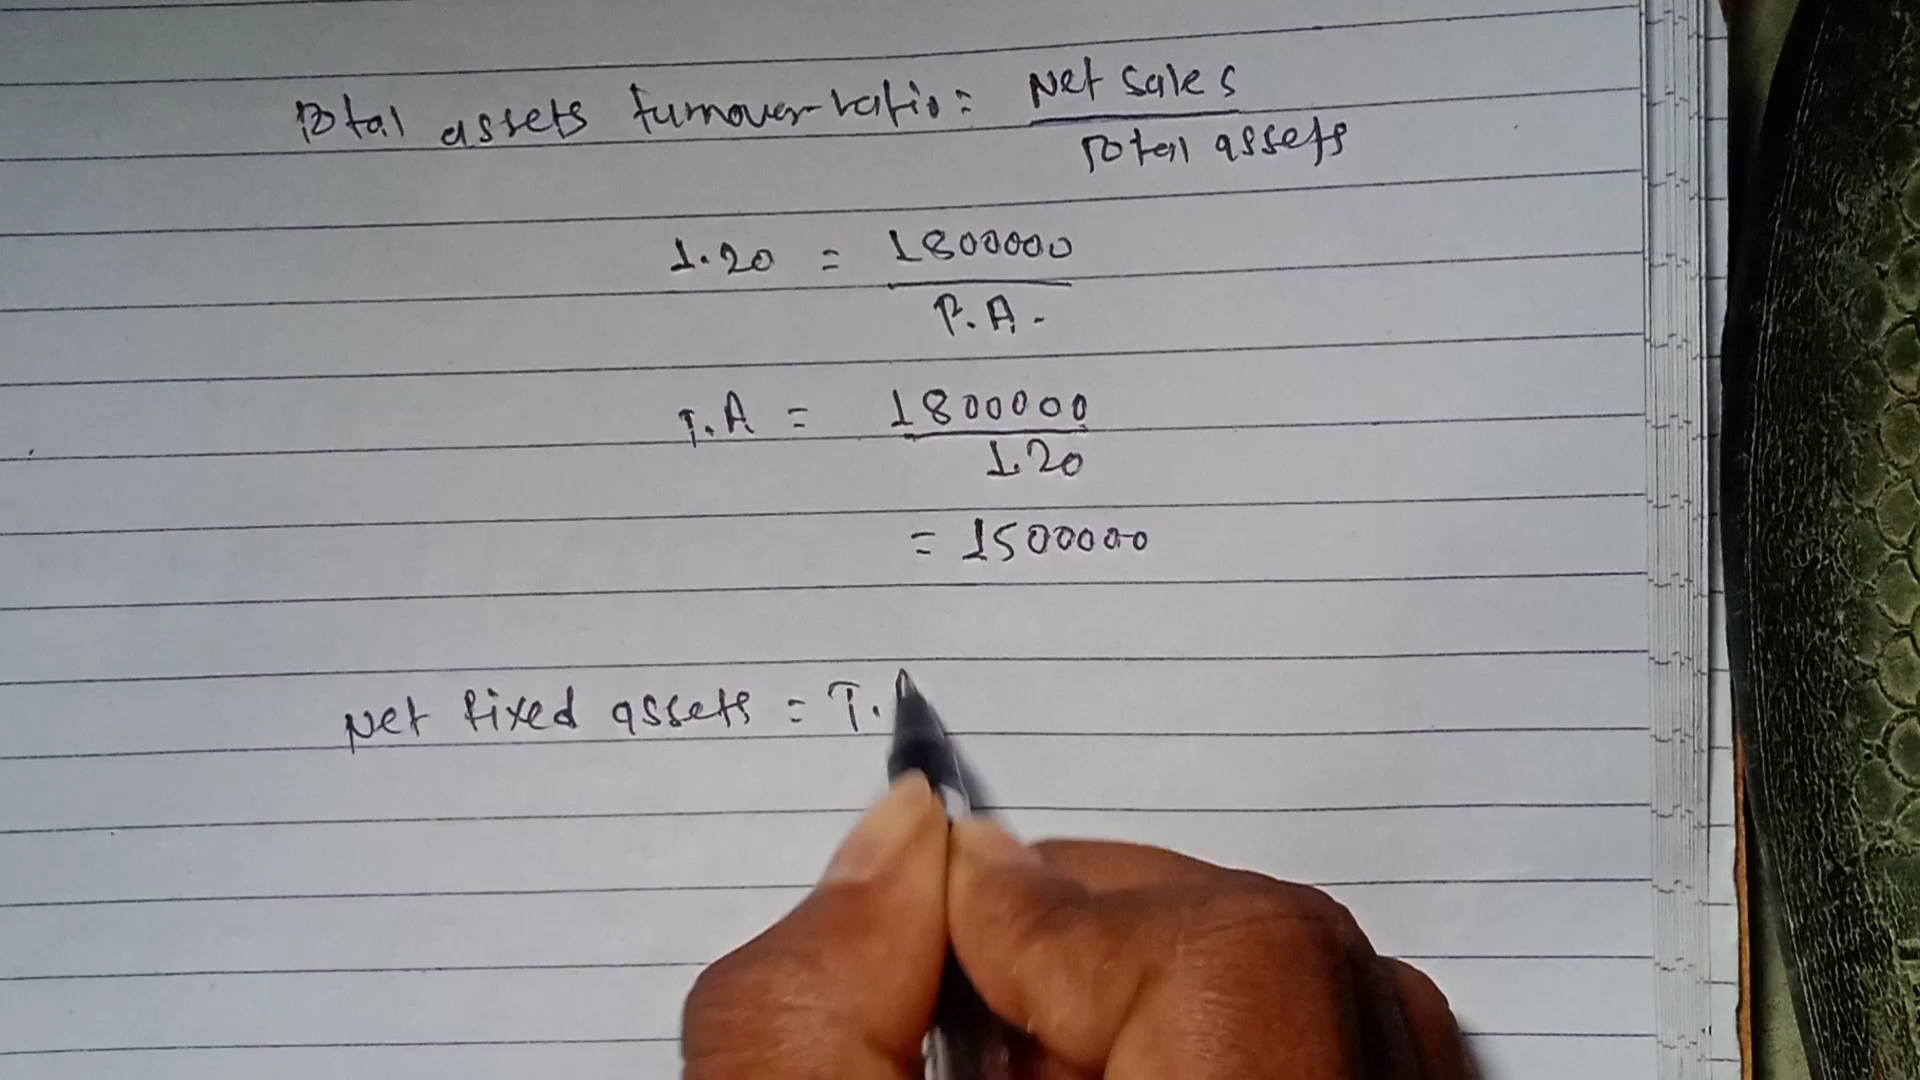 Total assets turnover ratio = Net Sales
Total assets
1.20 = 1800000
T.A.
T.A = 1800000
1.20
= 1500000
Net fixed assets = T.A